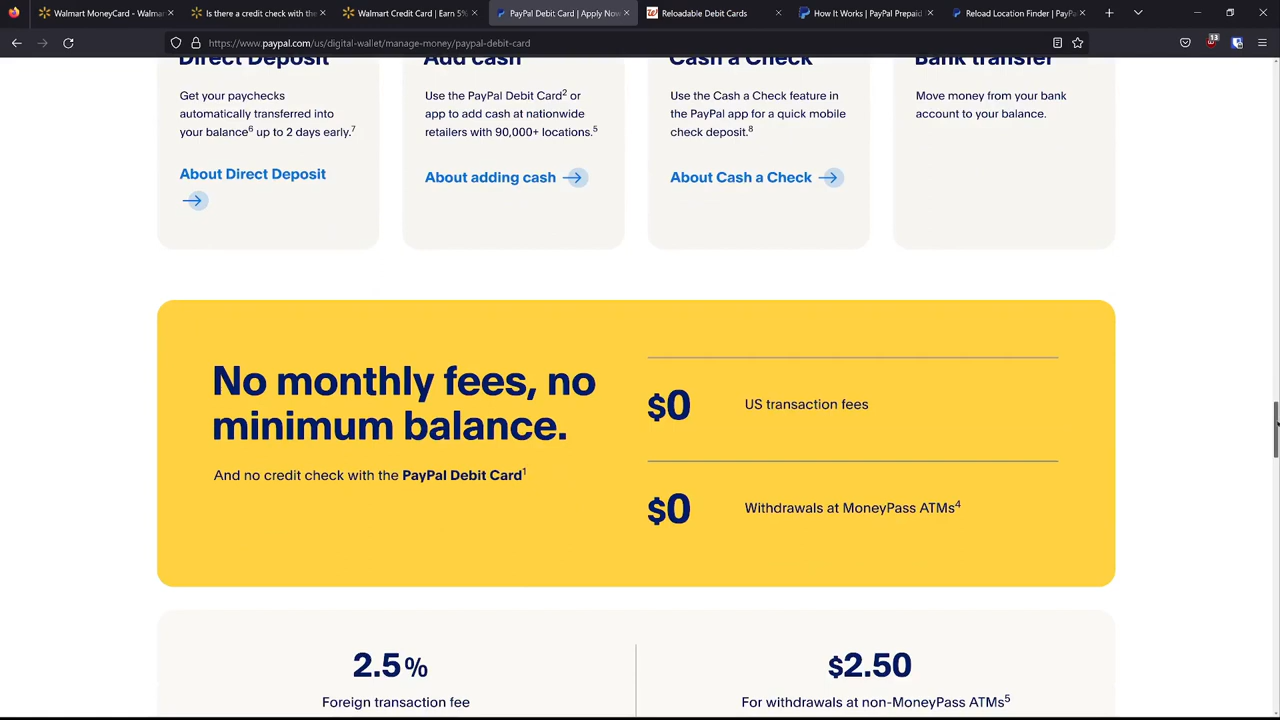 Walmart MoneyCard - Walmar
Is there a credit check with the
Walmart Credit Card | Earn 5%
PayPal Debit Card | Apply Now
Reloadable Debit Cards
How It Works | PayPal Prepaid
Reload Location Finder | PayPa
https://www.paypal.com/us/digital-wallet/manage-money/paypal-debit-card
13
Direct Deposit
Get your paychecks
automatically transferred into
your balance6 up to 2 days early.7
About Direct Deposit
Add cash
Use the PayPal Debit Card2 or
app to add cash at nationwide
retailers with 90,000+ locations.5
About adding cash
Cash a Check
Use the Cash a Check feature in
the PayPal app for a quick mobile
check deposit.8
About Cash a Check
Bank transfer
Move money from your bank
account to your balance.
No monthly fees, no
minimum balance.
And no credit check with the PayPal Debit Card1
$0 US transaction fees
$0 Withdrawals at MoneyPass ATMs4
2.5%
Foreign transaction fee
$2.50
For withdrawals at non-MoneyPass ATMs5